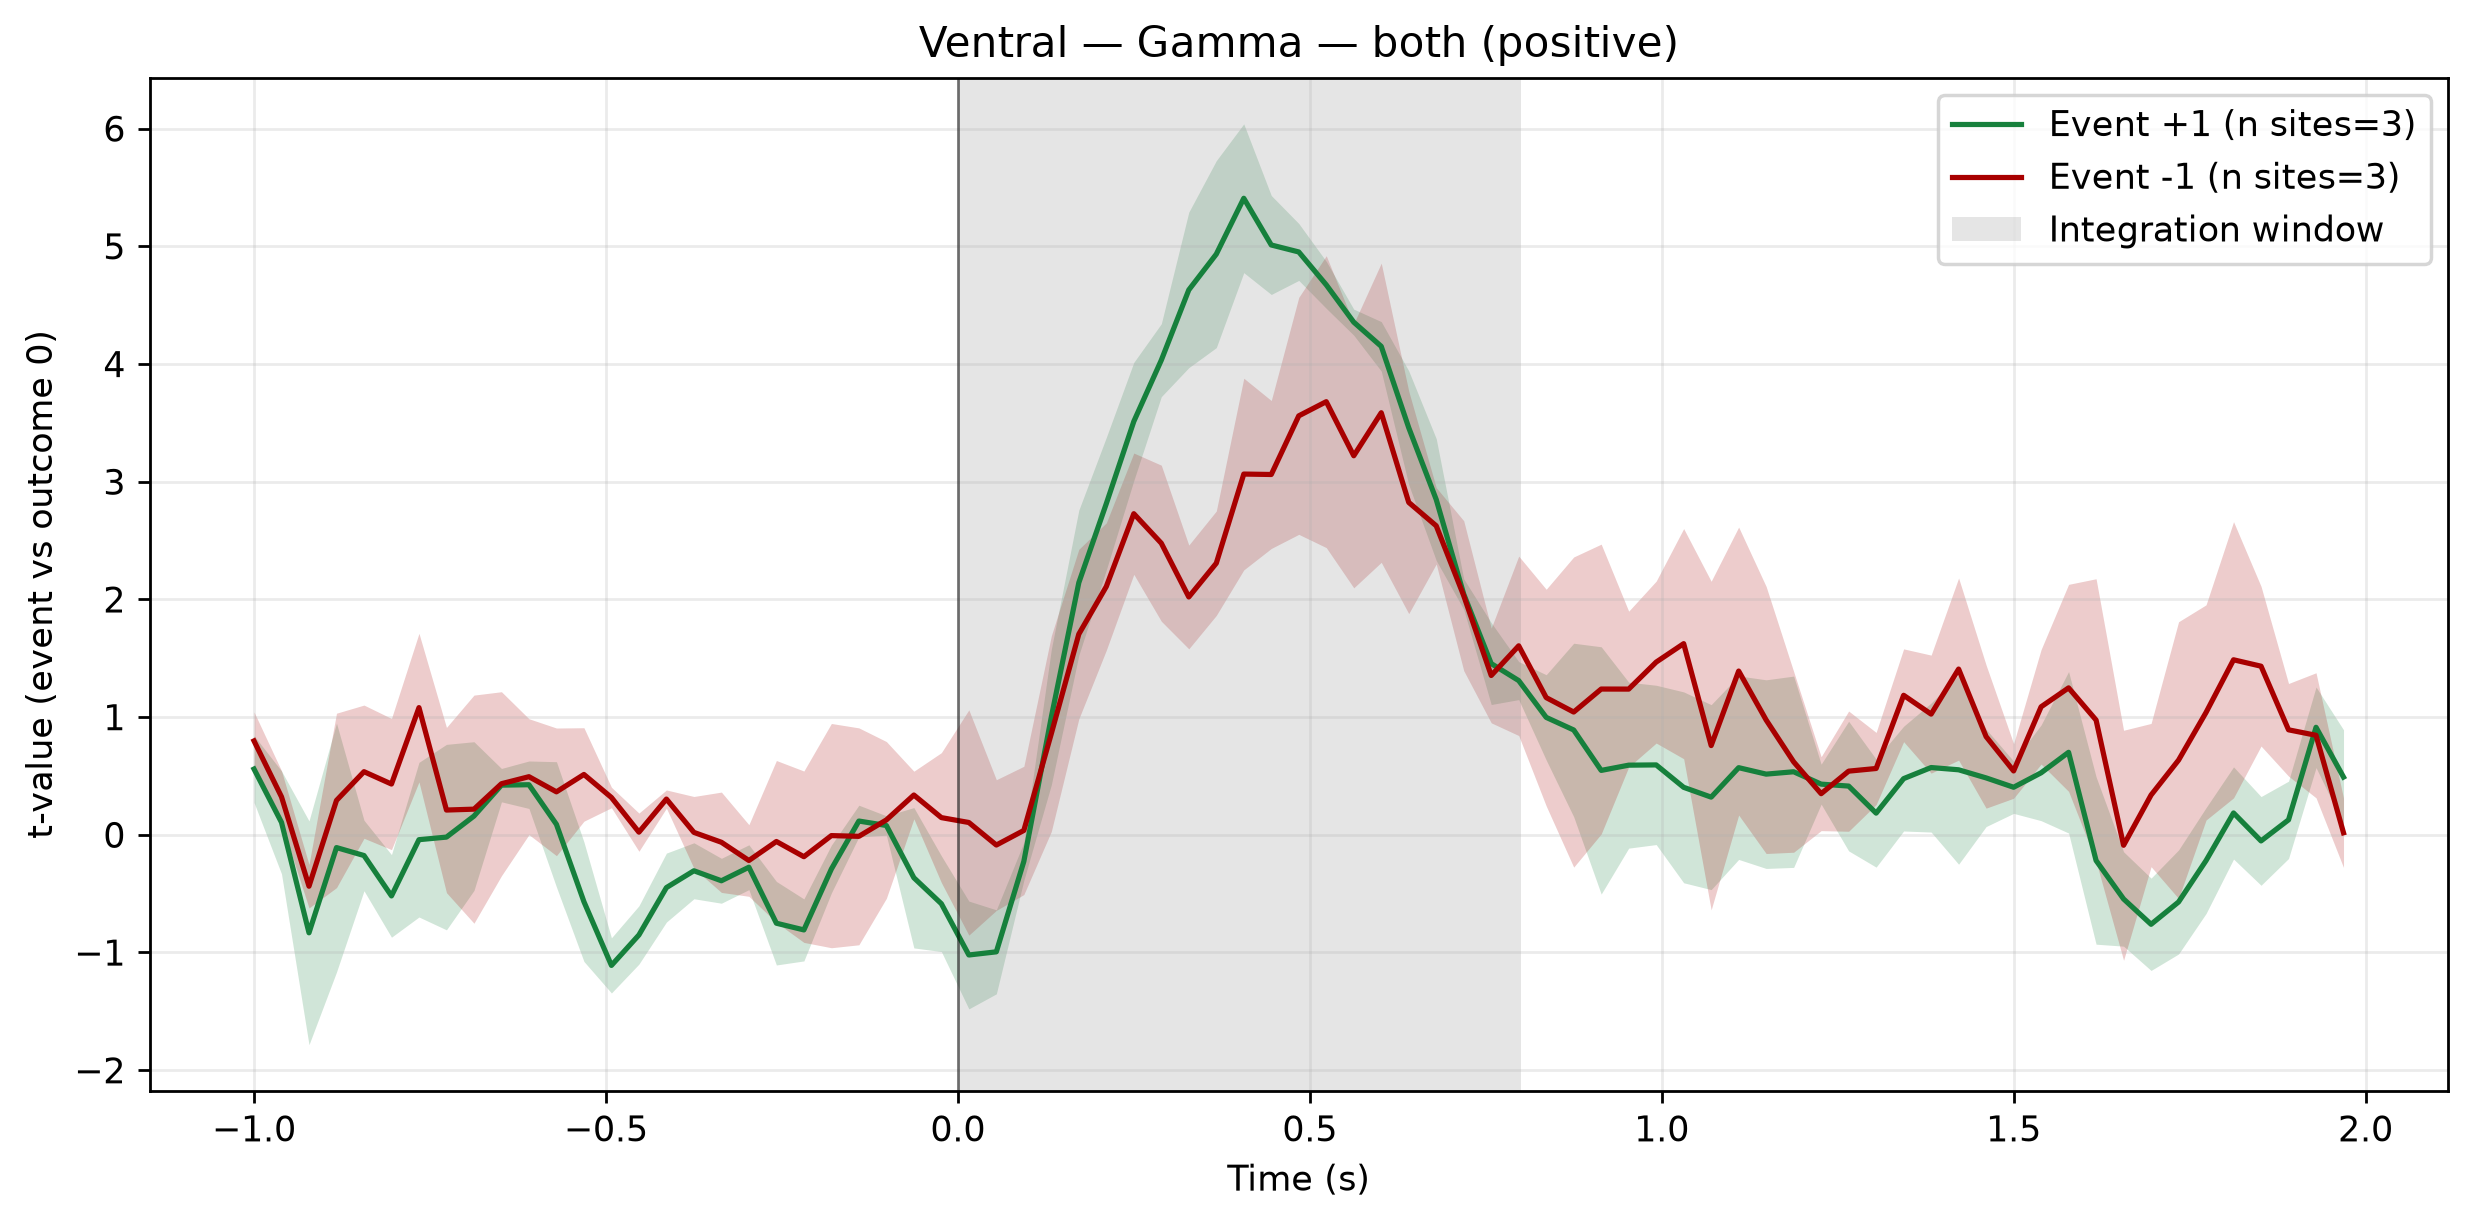 Ventral — Gamma — both (positive)
t-value (event vs outcome 0)
6
5
4
3
2
1
0
−1
−2
Event +1 (n sites=3)
Event -1 (n sites=3)
Integration window
−1.0 −0.5 0.0 0.5 1.0 1.5 2.0
Time (s)